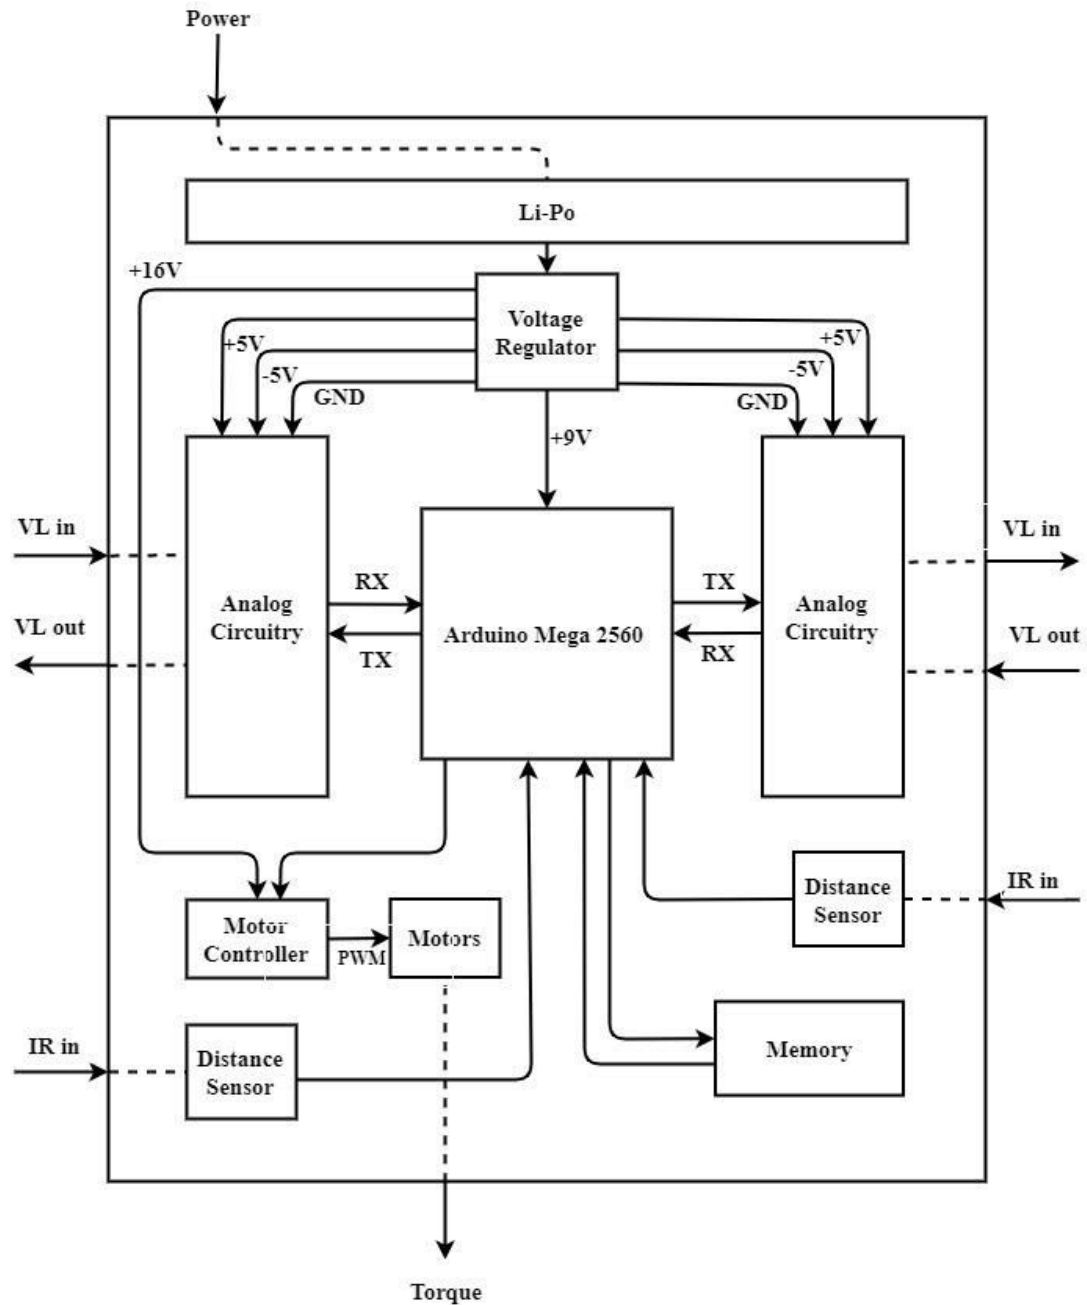 Power
Li-Po
+16V
Voltage
Regulator
+5V
-5V
GND
+5V
-5V
GND
+9V
VL in
VL out
Analog
Circuitry
RX
TX
Arduino Mega 2560
TX
RX
Analog
Circuitry
VL in
VL out
Distance
Sensor
IR in
Motor
Controller
PWM
Motors
IR in
Distance
Sensor
Memory
Torque